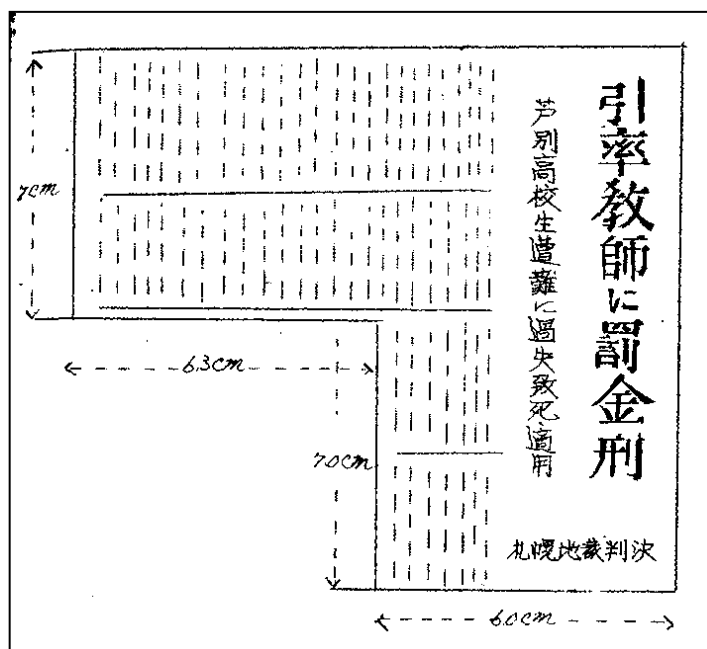 引率教師に罰金刑
芦別高校生遭難に過失致死適用
札幌地裁判決
7cm
6.3cm
7.0cm
6.0cm